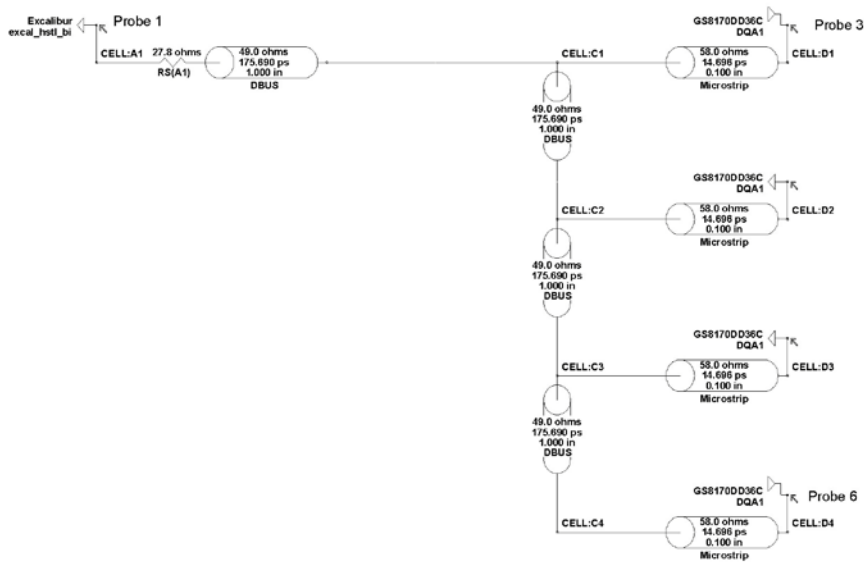 Excalibur
excal_hstl_bi
Probe 1
CELL:A1
27.8 ohms
RS(A1)
49.0 ohms
175.690 ps
1.000 in
DBUS
CELL:C1
GS8170DD36C
DQA1
Probe 3
58.0 ohms
14.696 ps
0.100 in
Microstrip
CELL:D1
49.0 ohms
175.690 ps
1.000 in
DBUS
GS8170DD36C
DQA1
CELL:C2
58.0 ohms
14.696 ps
0.100 in
Microstrip
CELL:D2
49.0 ohms
175.690 ps
1.000 in
DBUS
GS8170DD36C
DQA1
CELL:C3
58.0 ohms
14.696 ps
0.100 in
Microstrip
CELL:D3
49.0 ohms
175.690 ps
1.000 in
DBUS
GS8170DD36C
DQA1
Probe 6
CELL:C4
58.0 ohms
14.696 ps
0.100 in
Microstrip
CELL:D4